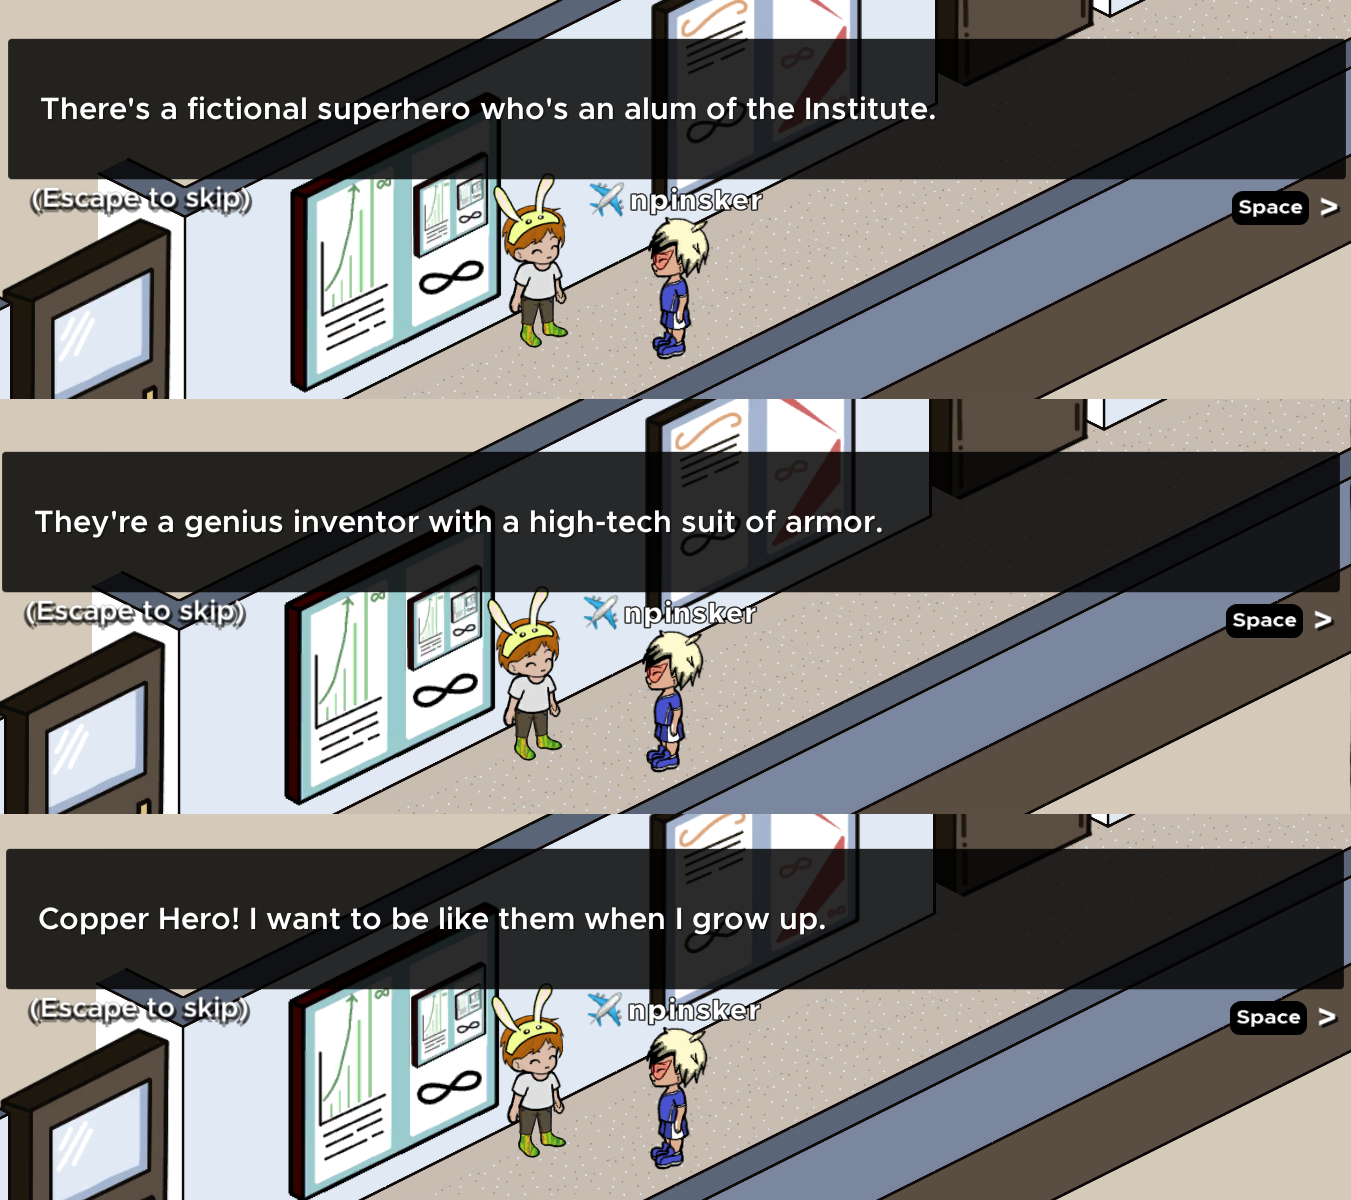 There's a fictional superhero who's an alum of the Institute.
(Escape to skip)
npinsker
Space >
They're a genius inventor with a high-tech suit of armor.
(Escape to skip)
npinsker
Space >
Copper Hero! I want to be like them when I grow up.
(Escape to skip)
npinsker
Space >